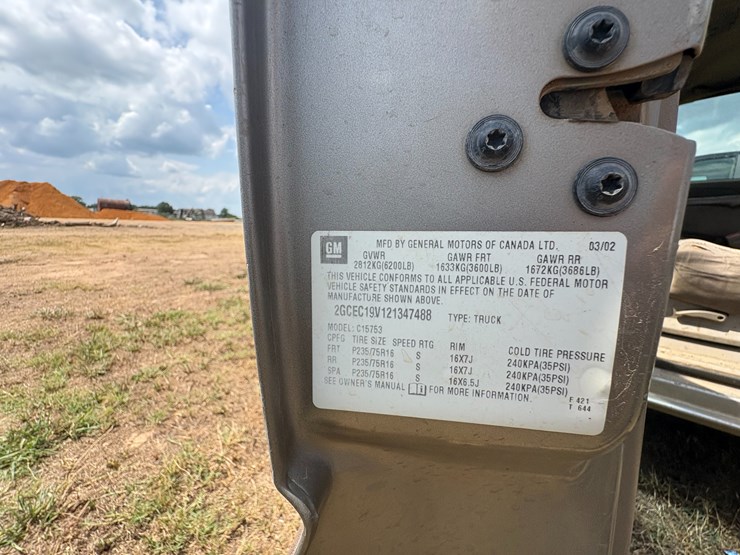 GM MFD BY GENERAL MOTORS OF CANADA LTD. 03/02
GVWR GAWR FRT GAWR RR
2812KG(6200LB) 1633KG(3600LB) 1672KG(3686LB)
THIS VEHICLE CONFORMS TO ALL APPLICABLE U.S. FEDERAL MOTOR
VEHICLE SAFETY STANDARDS IN EFFECT ON THE DATE OF
MANUFACTURE SHOWN ABOVE.
2GCEC19V121347488 TYPE: TRUCK
MODEL: C15753
CPFG TIRE SIZE SPEED RTG RIM COLD TIRE PRESSURE
FRT P235/75R16 S 16X7J 240KPA(35PSI)
RR P235/75R16 S 16X7J 240KPA(35PSI)
SPA P235/75R16 S 16X6.5J 240KPA(35PSI)
SEE OWNER'S MANUAL FOR MORE INFORMATION. F 421
T 644